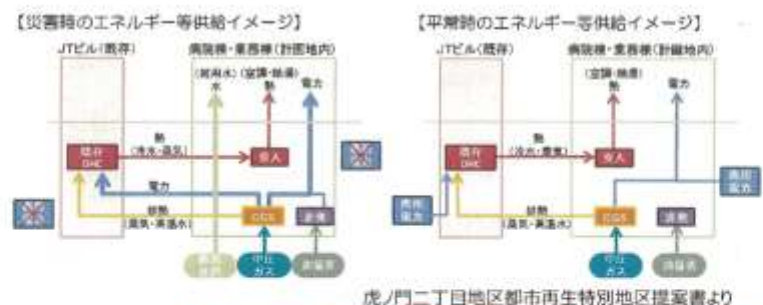 【災害時のエネルギー等供給イメージ】
JTビル(既存)
病院棟・業務棟(計画地内)
(雑用水)
水
(空調・給湯)
熱
電力
既存
DHC
熱
(冷水・蒸気)
受入
電力
排熱
(蒸気・高温水)
CGS
中圧
ガス
【平常時のエネルギー等供給イメージ】
JTビル(既存)
病院棟・業務棟(計画地内)
(空調・給湯)
熱
電力
既存
DHC
熱
受入
商用
電力
排熱
(蒸気・高温水)
CGS
商用
電力
中圧
ガス
虎ノ門二丁目地区都市再生特別地区提案書より